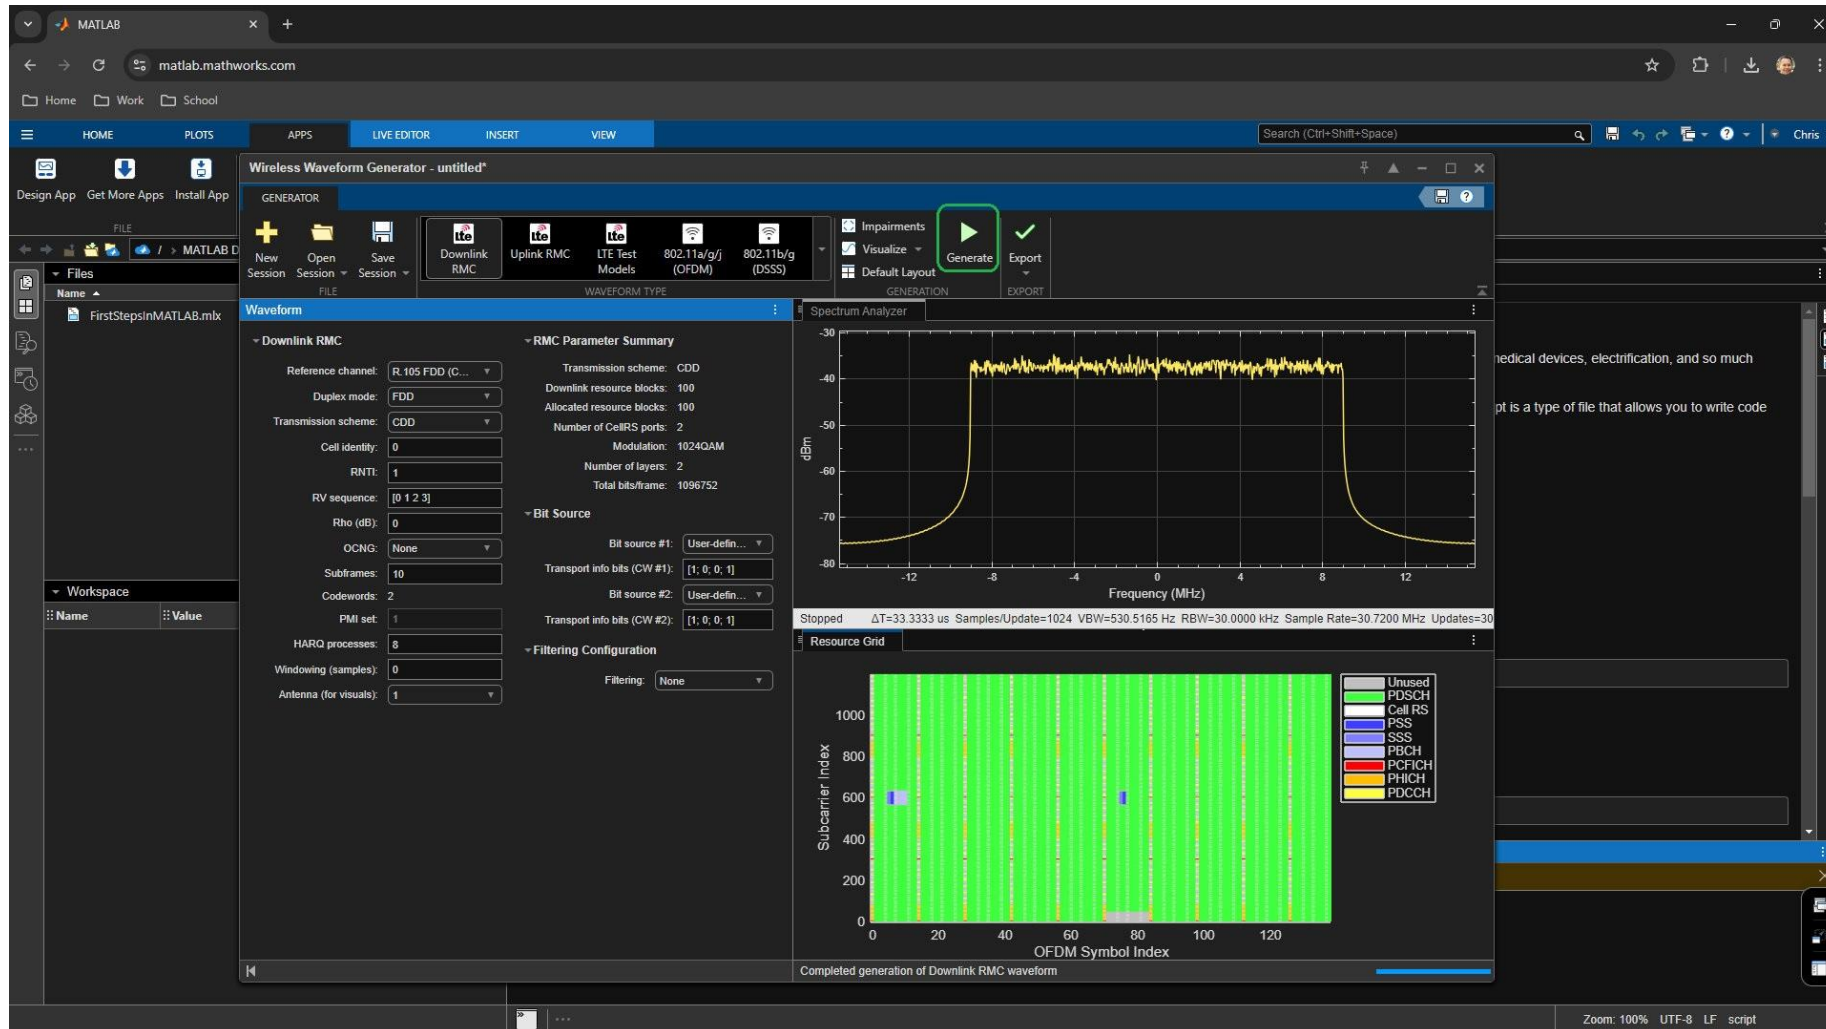 MATLAB
matlab.mathworks.com
Home Work School
HOME PLOTS APPS LIVE EDITOR INSERT VIEW Search (Ctrl+Shift+Space) Chris
Design App Get More Apps Install App
FILE
/ > MATLAB D
Files
Name
FirstStepsInMATLAB.mlx
Workspace
Name Value
Wireless Waveform Generator - untitled*
GENERATOR
New Session Open Session Save Session
FILE
Downlink RMC Uplink RMC LTE Test Models 802.11a/g/j (OFDM) 802.11b/g (DSSS)
WAVEFORM TYPE
Impairments
Visualize
Default Layout
Generate
GENERATION
Export
EXPORT
Waveform
Downlink RMC
Reference channel: R.105 FDD (C...
Duplex mode: FDD
Transmission scheme: CDD
Cell identity: 0
RNTI: 1
RV sequence: [0 1 2 3]
Rho (dB): 0
OCNG: None
Subframes: 10
Codewords: 2
PMI set: 1
HARQ processes: 8
Windowing (samples): 0
Antenna (for visuals): 1
RMC Parameter Summary
Transmission scheme: CDD
Downlink resource blocks: 100
Allocated resource blocks: 100
Number of CellRS ports: 2
Modulation: 1024QAM
Number of layers: 2
Total bits/frame: 1096752
Bit Source
Bit source #1: User-defin...
Transport info bits (CW #1): [1; 0; 0; 1]
Bit source #2: User-defin...
Transport info bits (CW #2): [1; 0; 0; 1]
Filtering Configuration
Filtering: None
Spectrum Analyzer
-30
-40
-50
-60
-70
-80
dBm
-12 -8 -4 0 4 8 12
Frequency (MHz)
Stopped ΔT=33.3333 us Samples/Update=1024 VBW=530.5165 Hz RBW=30.0000 kHz Sample Rate=30.7200 MHz Updates=30
Resource Grid
1000
800
600
400
200
0
Subcarrier Index
0 20 40 60 80 100 120
OFDM Symbol Index
Unused
PDSCH
Cell RS
PSS
SSS
PBCH
PCFICH
PHICH
PDCCH
Completed generation of Downlink RMC waveform
medical devices, electrification, and so much
pt is a type of file that allows you to write code
Zoom: 100% UTF-8 LF script